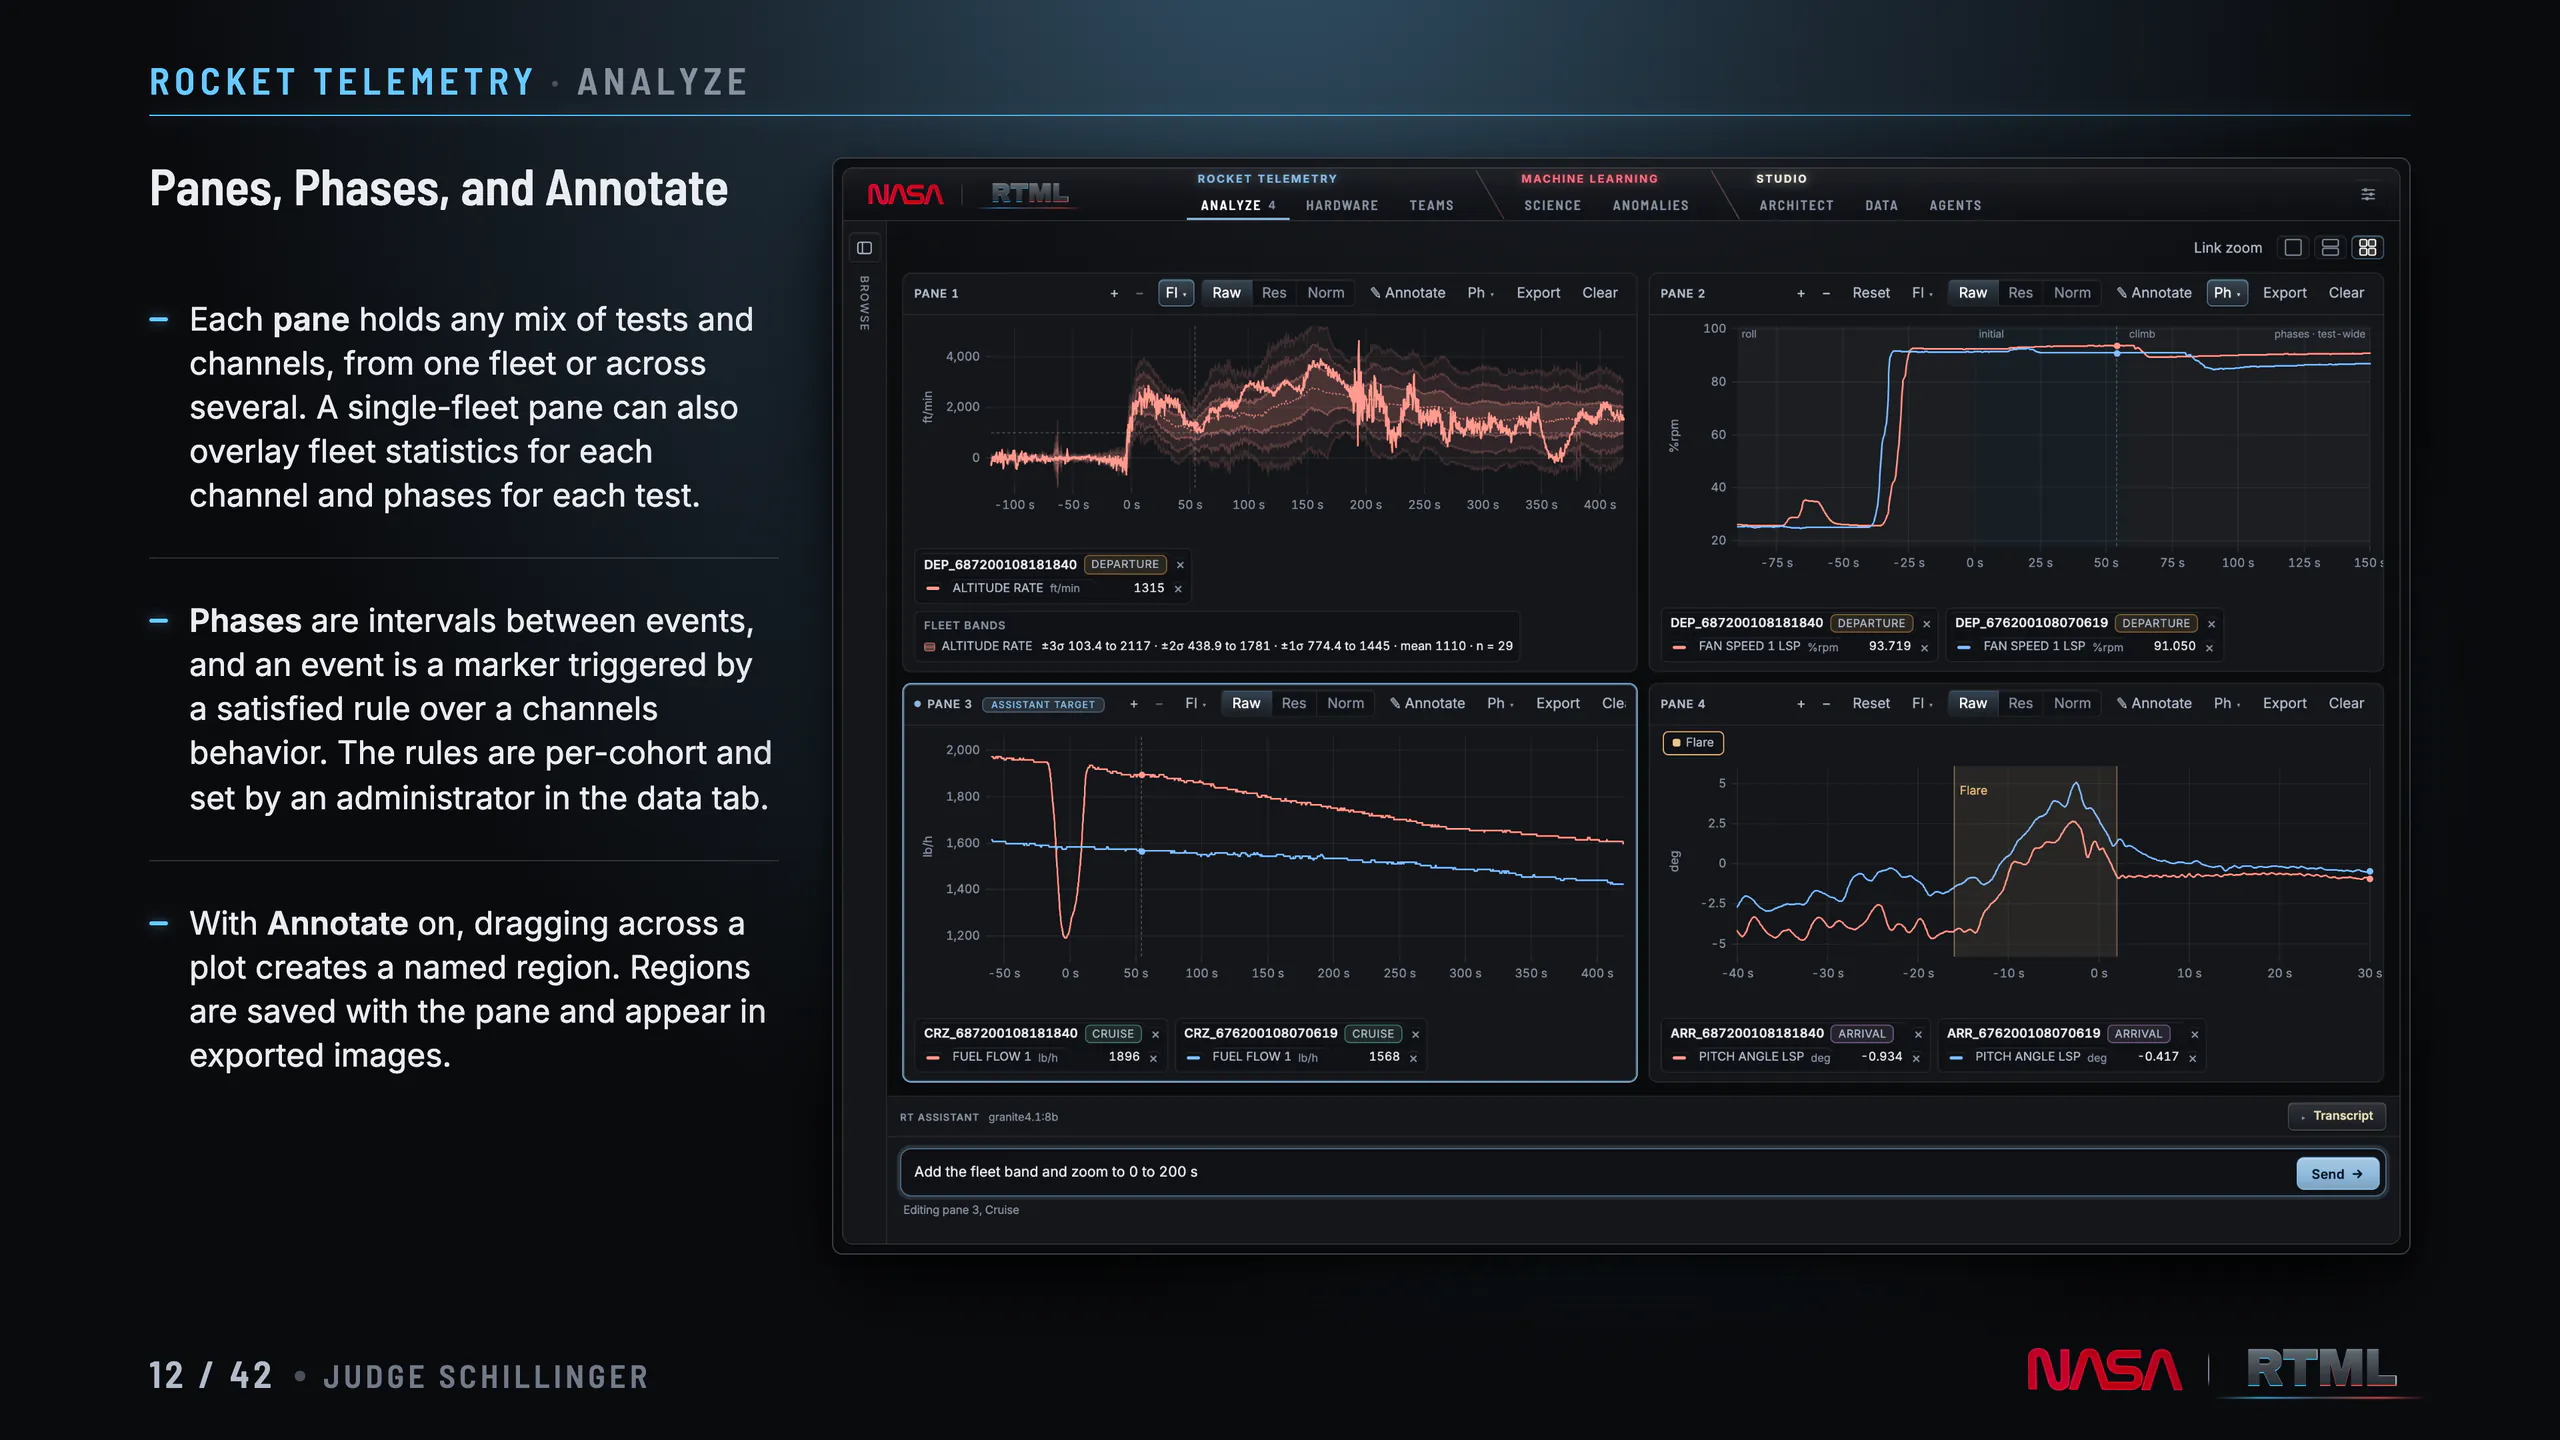 ROCKET TELEMETRY · ANALYZE
Panes, Phases, and Annotate
Each pane holds any mix of tests and
channels, from one fleet or across
several. A single-fleet pane can also
overlay fleet statistics for each
channel and phases for each test.
Phases are intervals between events,
and an event is a marker triggered by
a satisfied rule over a channels
behavior. The rules are per-cohort and
set by an administrator in the data tab.
With Annotate on, dragging across a
plot creates a named region. Regions
are saved with the pane and appear in
exported images.
NASA RTML
ROCKET TELEMETRY MACHINE LEARNING STUDIO
ANALYZE 4 HARDWARE TEAMS SCIENCE ANOMALIES ARCHITECT DATA AGENTS
BROWSE
Link zoom
PANE 1 + − Fl Raw Res Norm ✎ Annotate Ph Export Clear
ft/min
4,000
2,000
0
-100 s -50 s 0 s 50 s 100 s 150 s 200 s 250 s 300 s 350 s 400 s
DEP_687200108181840 DEPARTURE ×
ALTITUDE RATE ft/min 1315 ×
FLEET BANDS
ALTITUDE RATE ±3σ 103.4 to 2117 · ±2σ 438.9 to 1781 · ±1σ 774.4 to 1445 · mean 1110 · n = 29
PANE 2 + − Reset Fl Raw Res Norm ✎ Annotate Ph Export Clear
roll initial climb phases · test-wide
%rpm
100
80
60
40
20
-75 s -50 s -25 s 0 s 25 s 50 s 75 s 100 s 125 s 150 s
DEP_687200108181840 DEPARTURE × DEP_676200108070619 DEPARTURE ×
FAN SPEED 1 LSP %rpm 93.719 × FAN SPEED 1 LSP %rpm 91.050 ×
PANE 3 ASSISTANT TARGET + − Fl Raw Res Norm ✎ Annotate Ph Export Cle
lb/h
2,000
1,800
1,600
1,400
1,200
-50 s 0 s 50 s 100 s 150 s 200 s 250 s 300 s 350 s 400 s
CRZ_687200108181840 CRUISE × CRZ_676200108070619 CRUISE ×
FUEL FLOW 1 lb/h 1896 × FUEL FLOW 1 lb/h 1568 ×
PANE 4 + − Reset Fl Raw Res Norm ✎ Annotate Ph Export Clear
Flare
Flare
deg
5
2.5
0
-2.5
-5
-40 s -30 s -20 s -10 s 0 s 10 s 20 s 30 s
ARR_687200108181840 ARRIVAL × ARR_676200108070619 ARRIVAL ×
PITCH ANGLE LSP deg -0.934 × PITCH ANGLE LSP deg -0.417 ×
RT ASSISTANT granite4.1:8b
Transcript
Add the fleet band and zoom to 0 to 200 s
Send →
Editing pane 3, Cruise
12 / 42 • JUDGE SCHILLINGER
NASA RTML